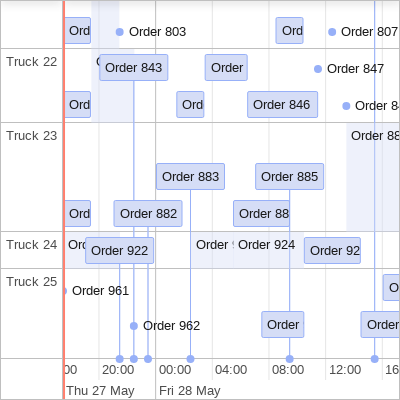 Ord Order 803 Ord Order 807
Truck 22 Order 843 Order Order 847
Ord Ord Order 846 Order 8
Truck 23 Order 88
Order 883 Order 885
Ord Order 882 Order 88
Truck 24 Ord Order 922 Order Order 924 Order 92
Truck 25 O
Order 961
Order 962 Order Order
00 20:00 00:00 04:00 08:00 12:00 16
Thu 27 May Fri 28 May